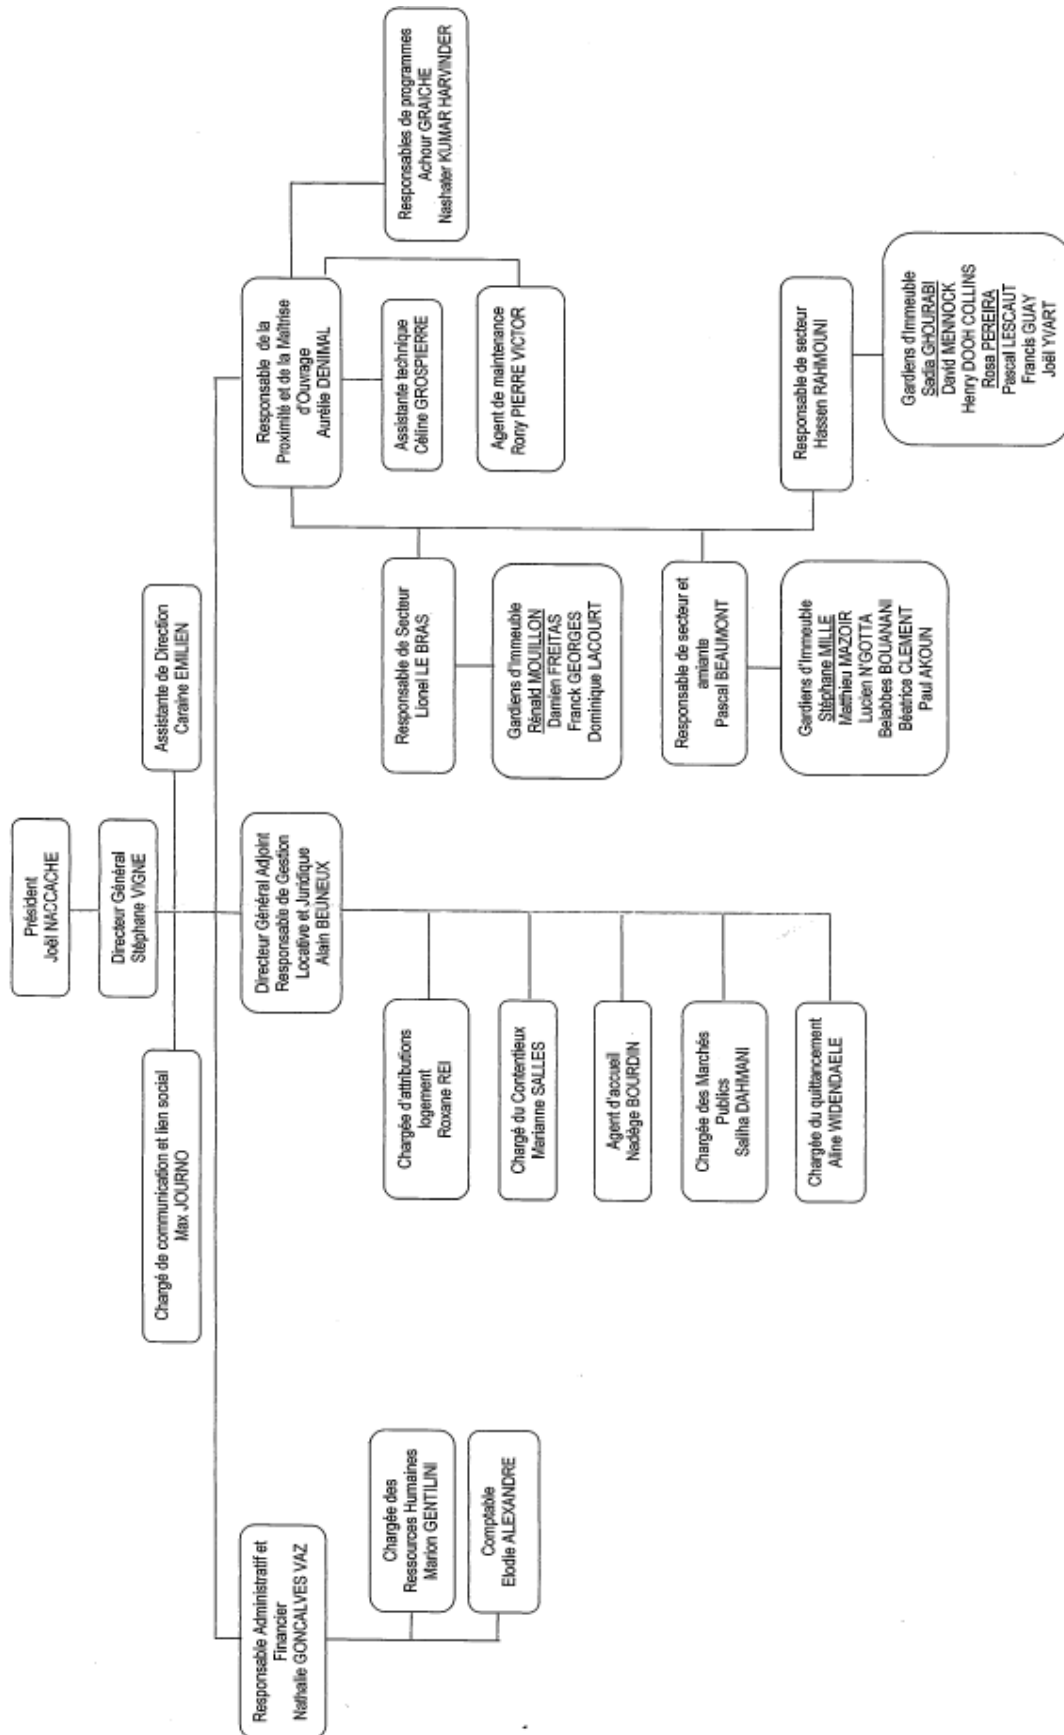 Président
Joël NACCACHE
Directeur Général
Stéphane VIGNE
Chargé de communication et lien social
Max JOURNO
Assistante de Direction
Caraine EMILIEN
Responsable Administratif et
Financier
Nathalie GONCALVES VAZ
Chargée des
Ressources Humaines
Marion GENTILINI
Comptable
Elodie ALEXANDRE
Directeur Général Adjoint
Responsable de Gestion
Locative et Juridique
Alain BEUNEUX
Chargée d'attributions
logement
Roxane REI
Chargé du Contentieux
Marianne SALLES
Agent d'accueil
Nadège BOURDIN
Chargée des Marchés
Publics
Saliha DAHMANI
Chargée du quittancement
Aline WIDENDAELE
Responsable de la
Proximité et de la Maîtrise
d'Ouvrage
Aurélie DENIMAL
Responsables de programmes
Achour GRAICHE
Nashater KUMAR HARVINDER
Assistante technique
Céline GROSPIERRE
Agent de maintenance
Rony PIERRE VICTOR
Responsable de Secteur
Lionel LE BRAS
Gardiens d'Immeuble
Rénald MOUILLON
Damien FREITAS
Franck GEORGES
Dominique LACOURT
Responsable de secteur et
amiante
Pascal BEAUMONT
Gardiens d'Immeuble
Stéphane MILLE
Matthieu MAZOIR
Lucien N'GOTTA
Belabbes BOUANANI
Béatrice CLEMENT
Paul AKOUN
Responsable de secteur
Hassen RAHMOUNI
Gardiens d'Immeuble
Sadia GHOURABI
David MENNOCK
Henry DOOH COLLINS
Rosa PEREIRA
Pascal LESCAUT
Francis GUAY
Joël YVART